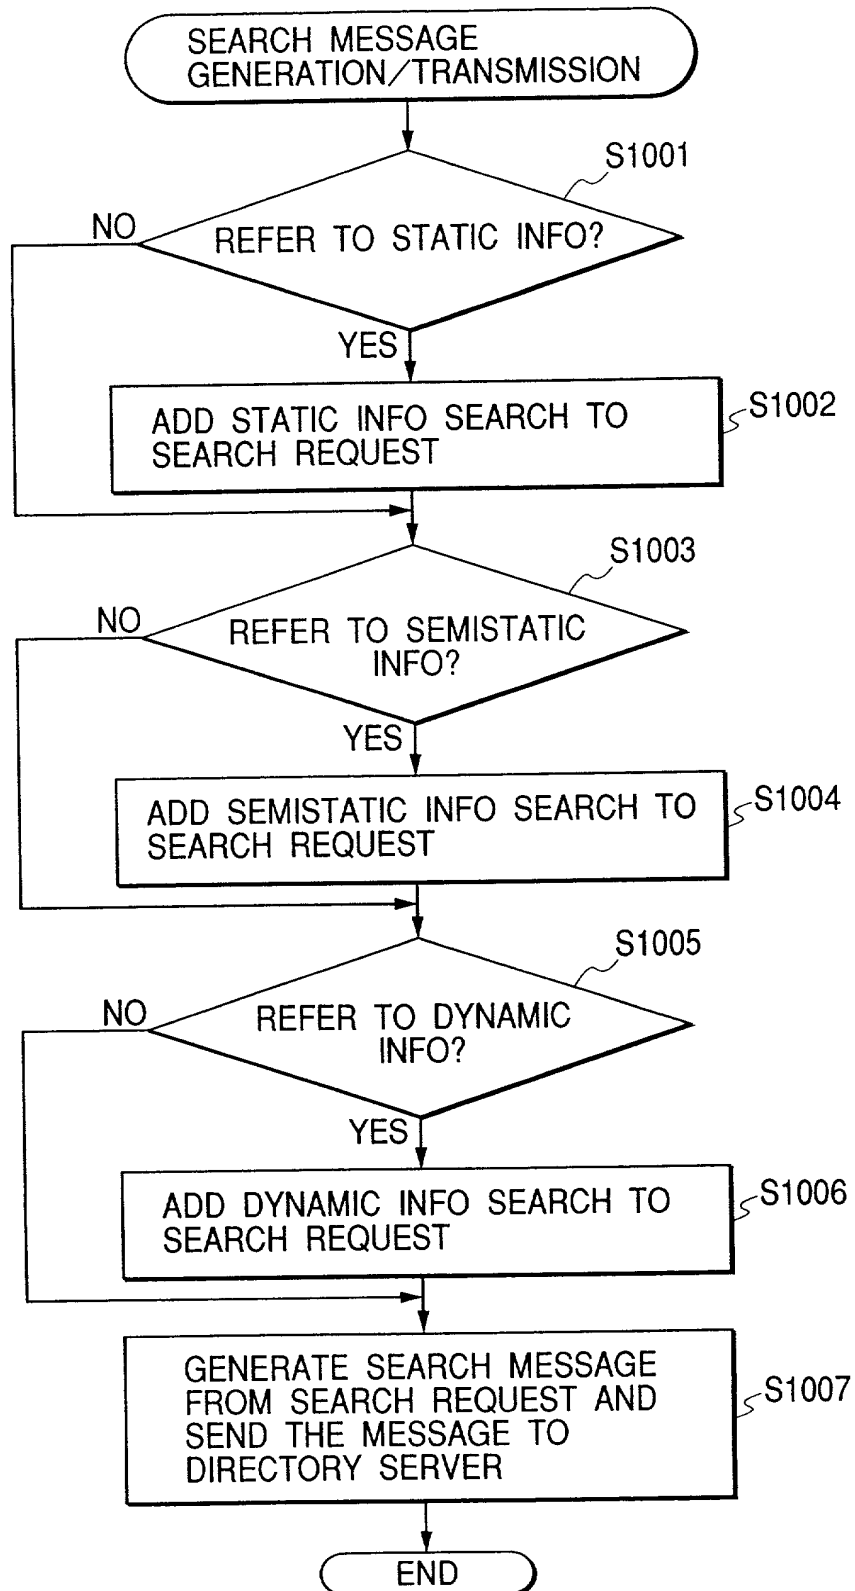 SEARCH MESSAGE
GENERATION/TRANSMISSION
S1001
NO
REFER TO STATIC INFO?
YES
ADD STATIC INFO SEARCH TO
SEARCH REQUEST
S1002
S1003
NO
REFER TO SEMISTATIC
INFO?
YES
ADD SEMISTATIC INFO SEARCH TO
SEARCH REQUEST
S1004
S1005
NO
REFER TO DYNAMIC
INFO?
YES
ADD DYNAMIC INFO SEARCH TO
SEARCH REQUEST
S1006
GENERATE SEARCH MESSAGE
FROM SEARCH REQUEST AND
SEND THE MESSAGE TO
DIRECTORY SERVER
S1007
END